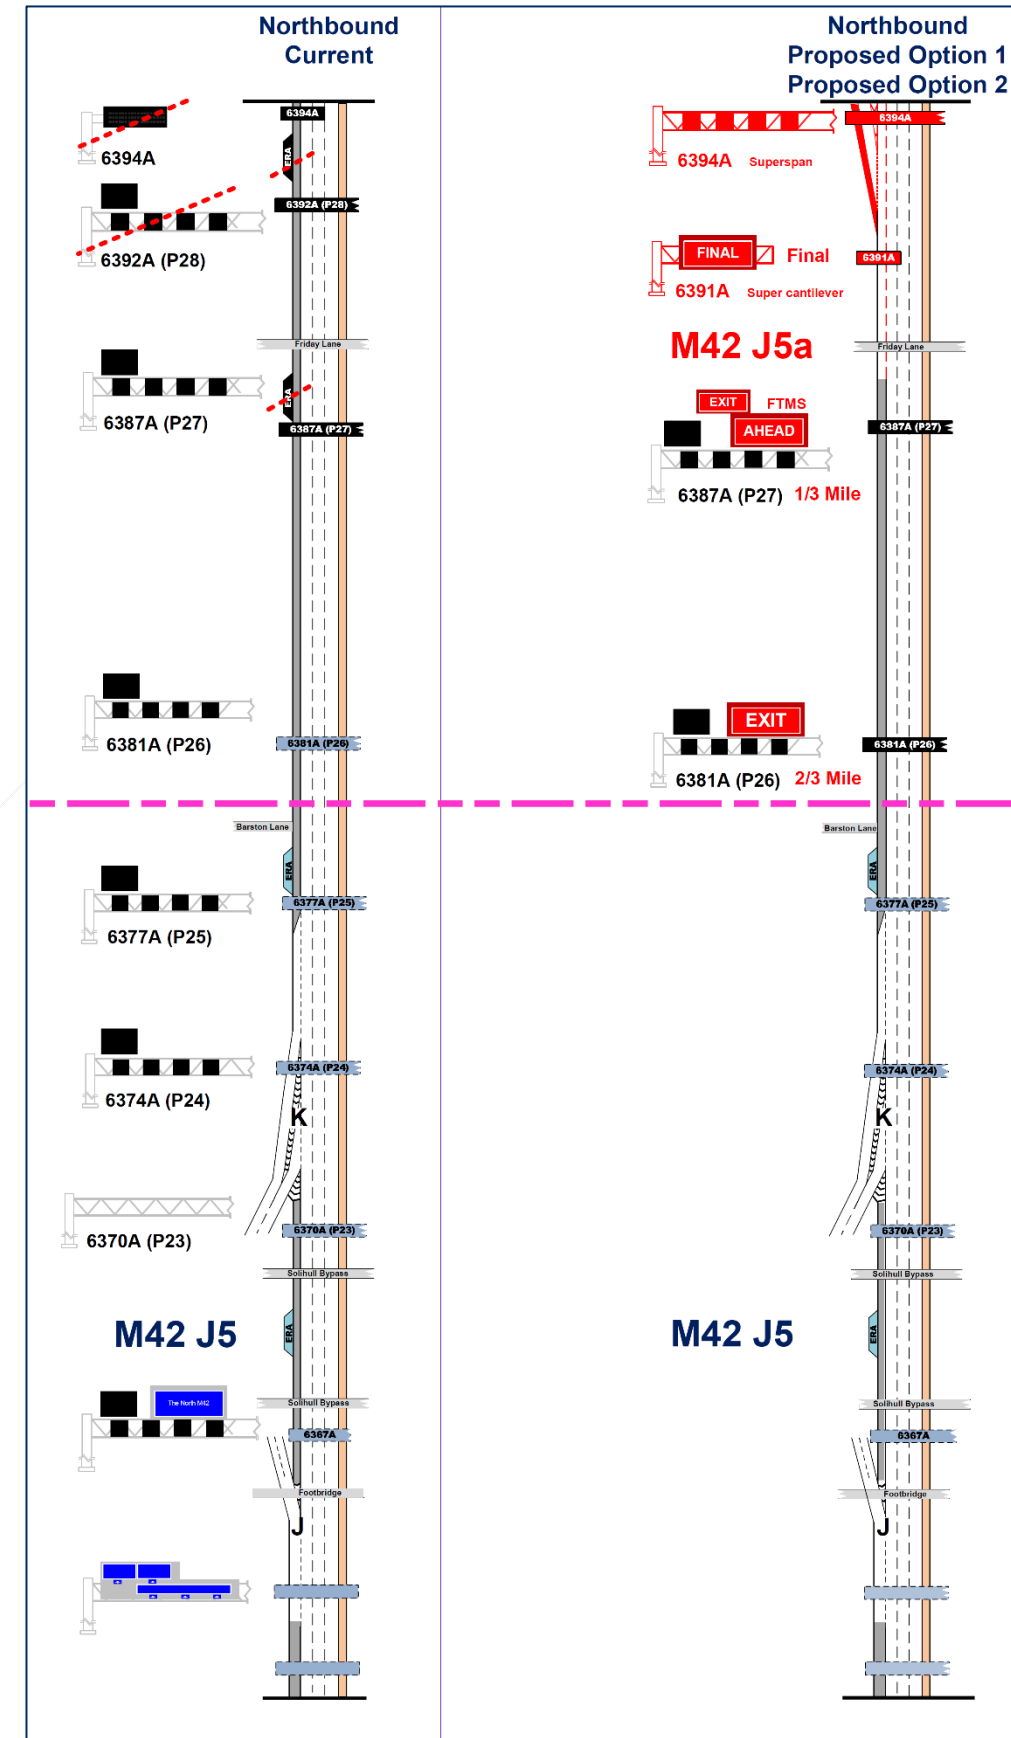 Northbound
Current
6394A
6394A
ERA
6392A (P28)
6392A (P28)
Friday Lane
ERA
6387A (P27)
6387A (P27)
6381A (P26)
6381A (P26)
Barston Lane
ERA
6377A (P25)
6377A (P25)
6374A (P24)
6374A (P24)
K
6370A (P23)
6370A (P23)
Solihull Bypass
M42 J5
ERA
The North M42
Solihull Bypass
6367A
Footbridge
J
Northbound
Proposed Option 1
Proposed Option 2
6394A
6394A Superspan
FINAL Final
6391A
6391A Super cantilever
M42 J5a
Friday Lane
EXIT FTMS
AHEAD
6387A (P27)
6387A (P27) 1/3 Mile
EXIT
6381A (P26)
6381A (P26) 2/3 Mile
Barston Lane
ERA
6377A (P25)
6374A (P24)
K
6370A (P23)
Solihull Bypass
M42 J5
ERA
Solihull Bypass
6367A
Footbridge
J